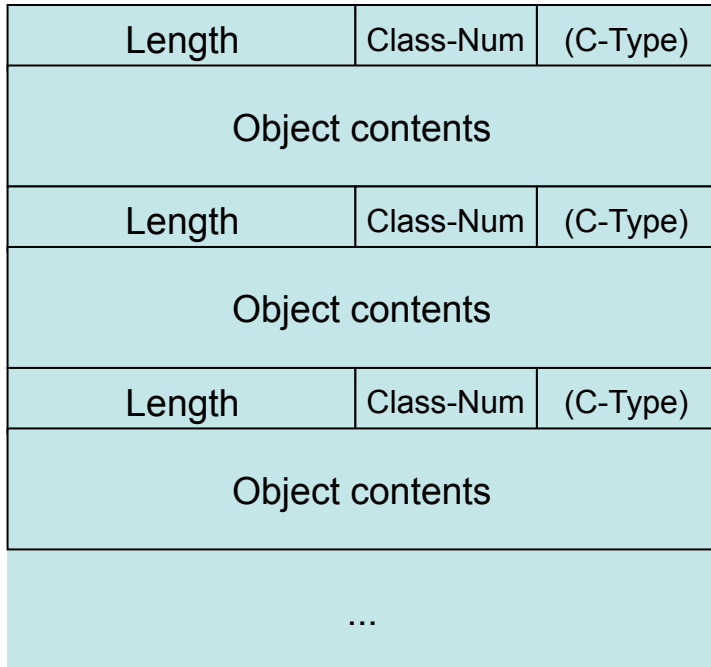 Length Class-Num (C-Type)
Object contents
Length Class-Num (C-Type)
Object contents
Length Class-Num (C-Type)
Object contents
...